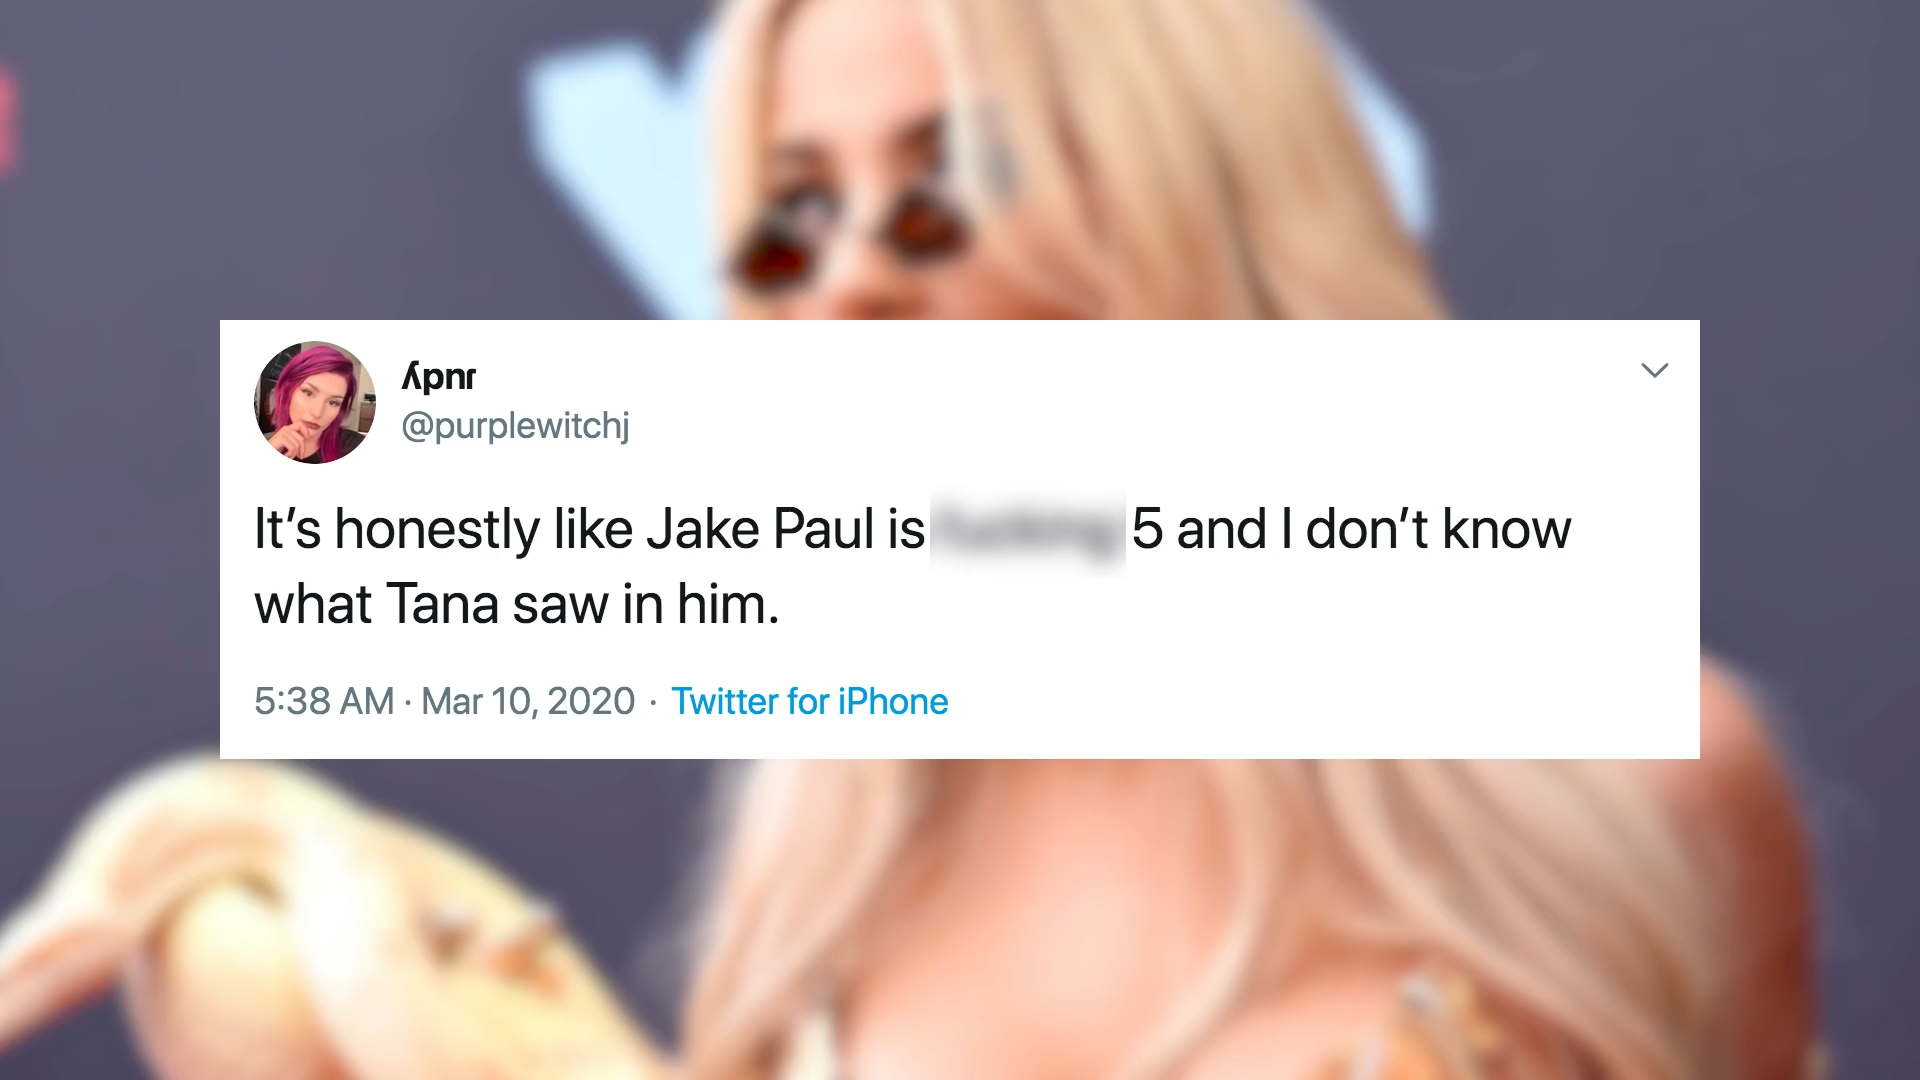 ʎpnr
@purplewitchj
It’s honestly like Jake Paul is 5 and I don’t know
what Tana saw in him.
5:38 AM · Mar 10, 2020 · Twitter for iPhone